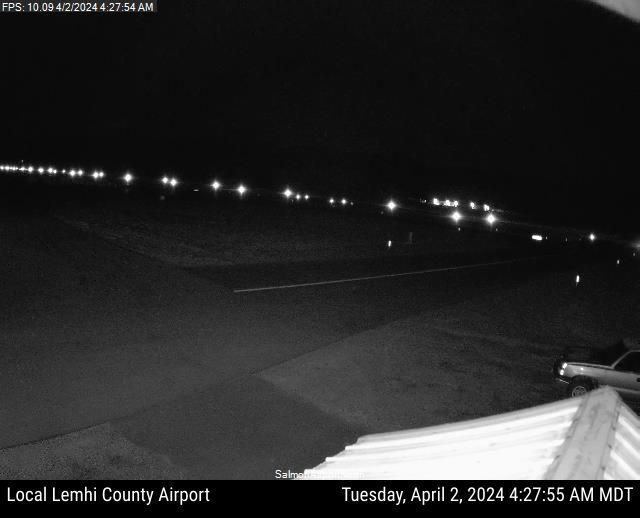 FPS: 10.09 4/2/2024 4:27:54 AM
Local Lemhi County Airport
Tuesday, April 2, 2024 4:27:55 AM MDT